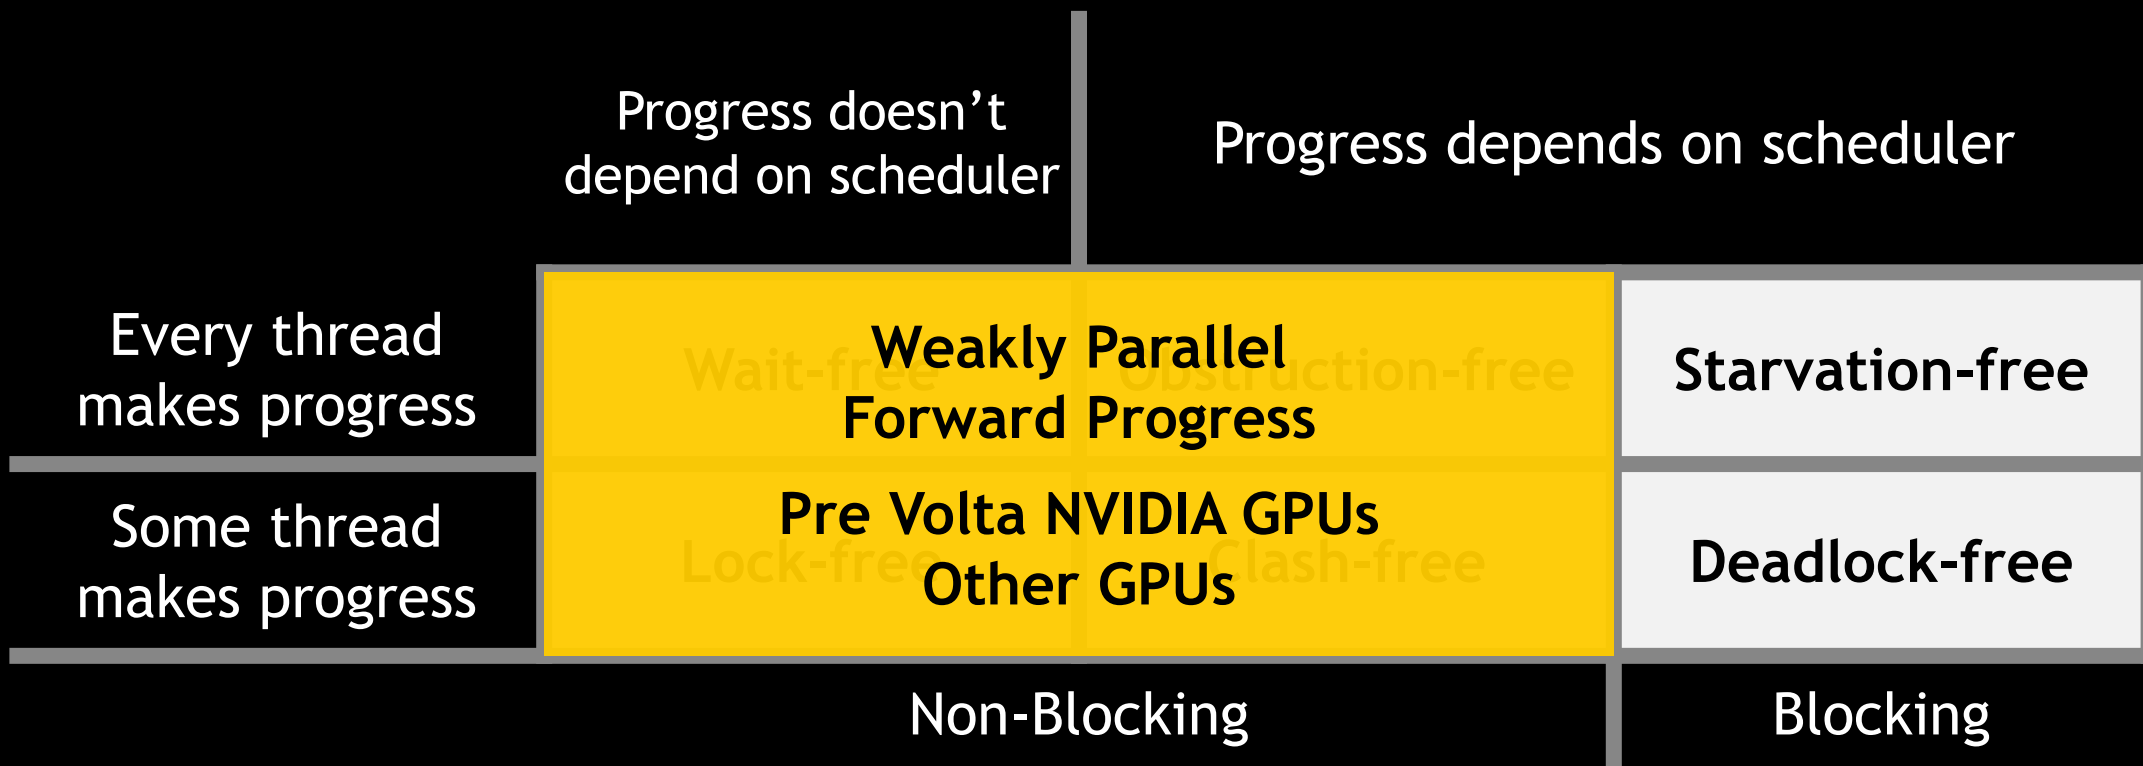 Progress doesn’t
depend on scheduler
Progress depends on scheduler
Every thread
makes progress
Wait-free
Weakly Parallel
Forward Progress
Obstruction-free
Starvation-free
Some thread
makes progress
Lock-free
Pre Volta NVIDIA GPUs
Other GPUs
Clash-free
Deadlock-free
Non-Blocking
Blocking